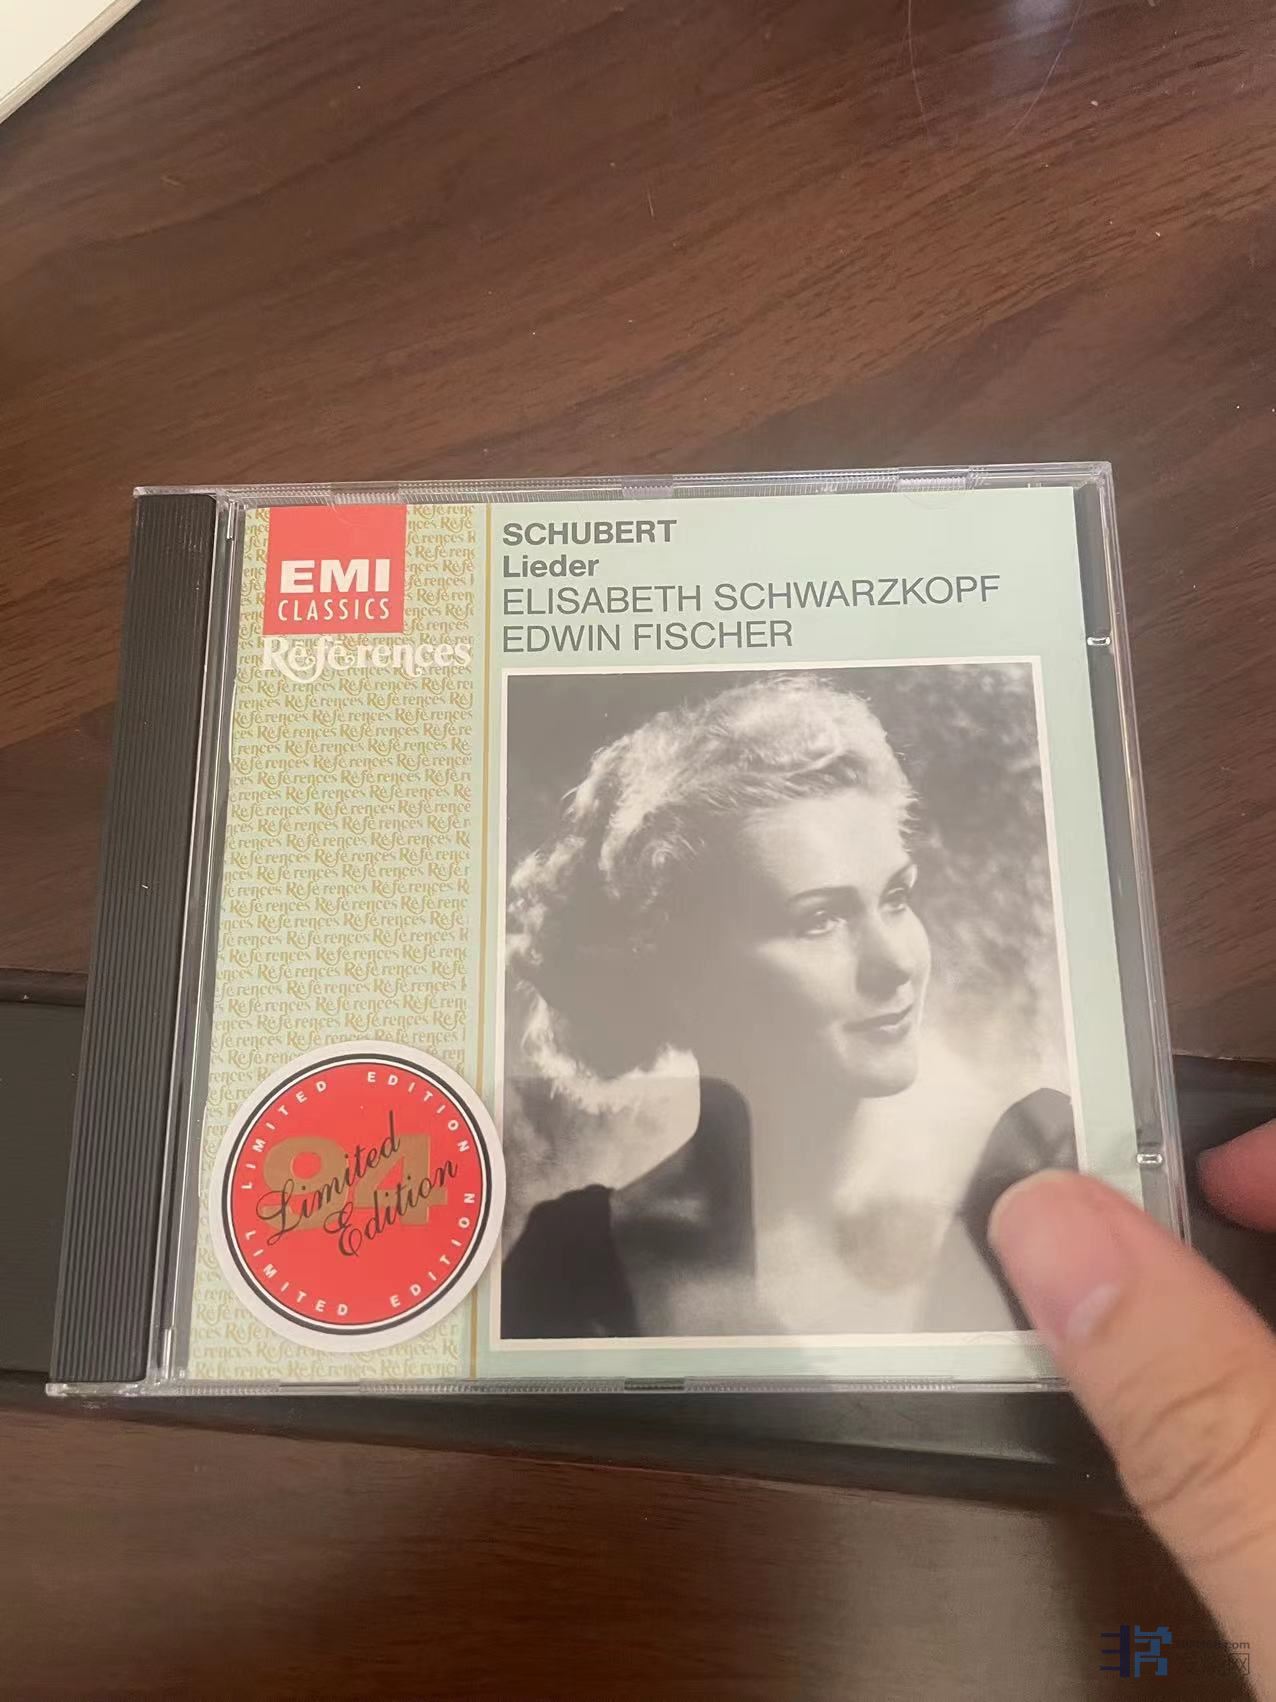 EMI
CLASSICS
Références
SCHUBERT
Lieder
ELISABETH SCHWARZKOPF
EDWIN FISCHER
LIMITED EDITION
94
Limited
Edition
LIMITED EDITION